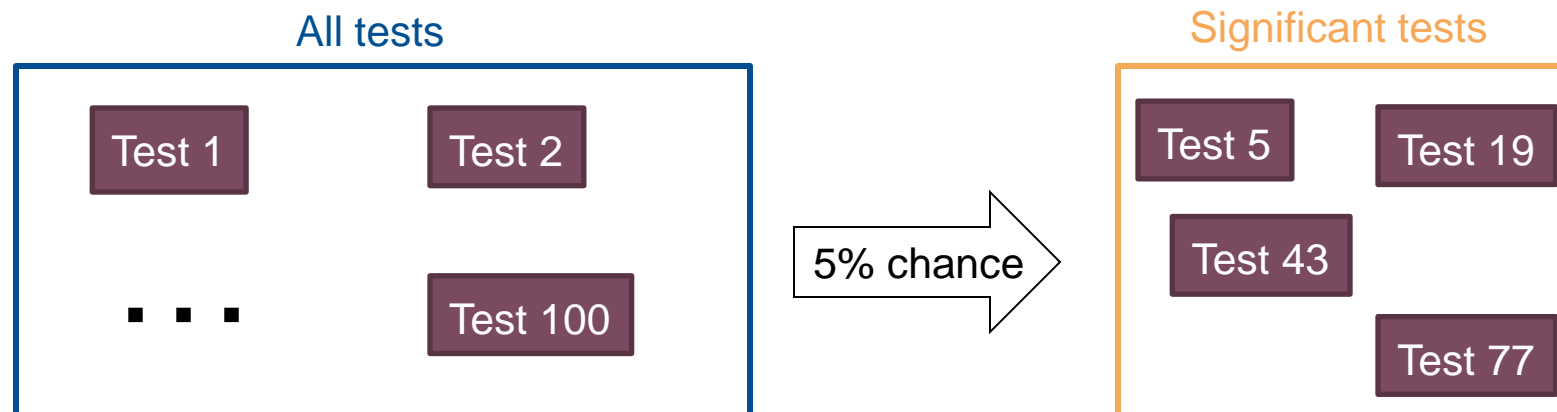 All tests
Test 1
Test 2
. . .
Test 100
5% chance
Significant tests
Test 5
Test 19
Test 43
Test 77